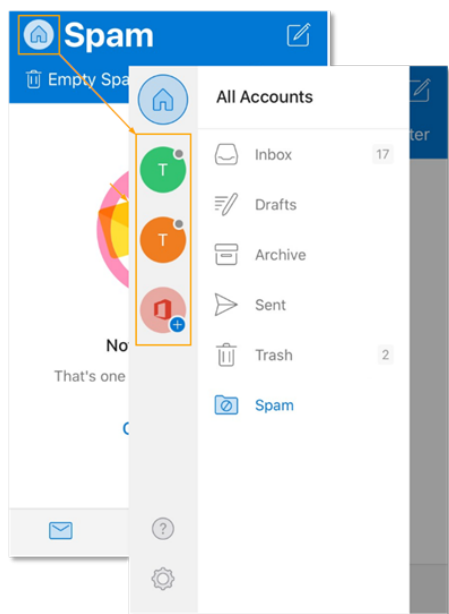 Spam
Empty Spa
All Accounts
ter
T
Inbox 17
Drafts
T
Archive
Sent
No
Trash 2
That's one
Spam
?